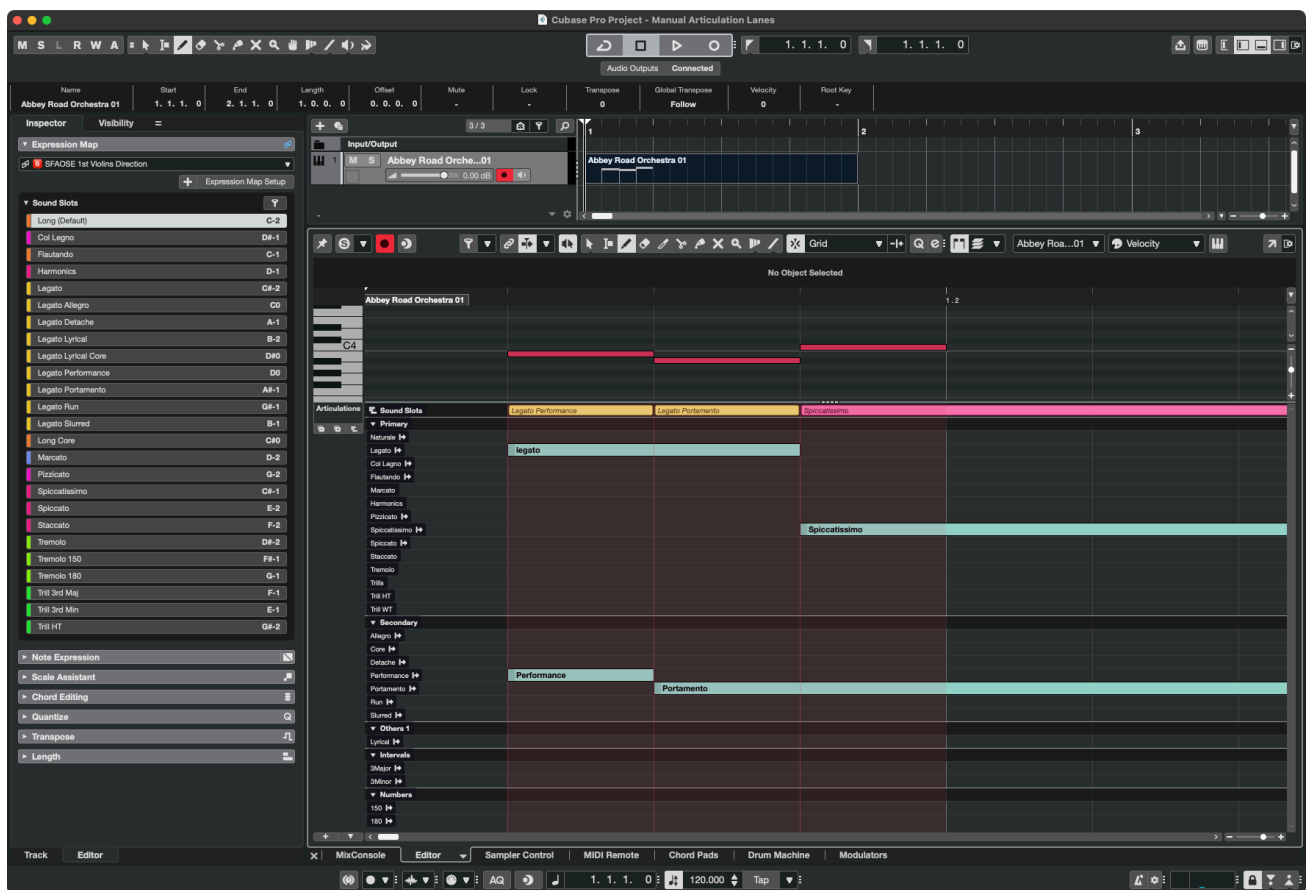 Cubase Pro Project - Manual Articulation Lanes
M S L R W A
1. 1. 1. 0 1. 1. 1. 0
Audio Outputs Connected
Name Start End Length Offset Mute Lock Transpose Global Transpose Velocity Root Key
Abbey Road Orchestra 01 1. 1. 1. 0 2. 1. 1. 0 1. 0. 0. 0 0. 0. 0. 0 - - 0 Follow 0 -
Inspector Visibility
Expression Map
SFAOSE 1st Violins Direction
Expression Map Setup
Sound Slots
Long (Default) C-2
Col Legno D#-1
Flautando C-1
Harmonics D-1
Legato C#-2
Legato Allegro C0
Legato Detache A-1
Legato Lyrical B-2
Legato Lyrical Core D#0
Legato Performance D0
Legato Portamento A#-1
Legato Run G#-1
Legato Slurred B-1
Long Core C#0
Marcato D-2
Pizzicato G-2
Spiccatissimo C#-1
Spiccato E-2
Staccato F-2
Tremolo D#-2
Tremolo 150 F#-1
Tremolo 180 G-1
Trill 3rd Maj F-1
Trill 3rd Min E-1
Trill HT G#-2
Note Expression
Scale Assistant
Chord Editing
Quantize Q
Transpose
Length
Track Editor
3/3
1 2 3
Input/Output
1 M S Abbey Road Orche...01
0.00 dB
Abbey Road Orchestra 01
S Grid Q Abbey Roa...01 Velocity
No Object Selected
Abbey Road Orchestra 01 1.2
C4
Articulations Sound Slots Legato Performance Legato Portamento Spiccatissimo
Primary
Naturale
Legato legato
Col Legno
Flautando
Marcato
Harmonics
Pizzicato
Spiccatissimo Spiccatissimo
Spiccato
Staccato
Tremolo
Trills
Trill HT
Trill WT
Secondary
Allegro
Core
Detache
Performance Performance
Portamento Portamento
Run
Slurred
Others 1
Lyrical
Intervals
3Major
3Minor
Numbers
150
180
MixConsole Editor Sampler Control MIDI Remote Chord Pads Drum Machine Modulators
AQ 1. 1. 1. 0 120.000 Tap